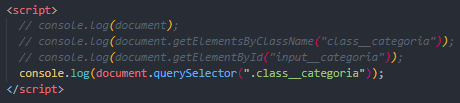 <script>
// console.log(document);
// console.log(document.getElementsByClassName("class__categoria"));
// console.log(document.getElementById("input__categoria"));
console.log(document.querySelector(".class__categoria"));
</script>